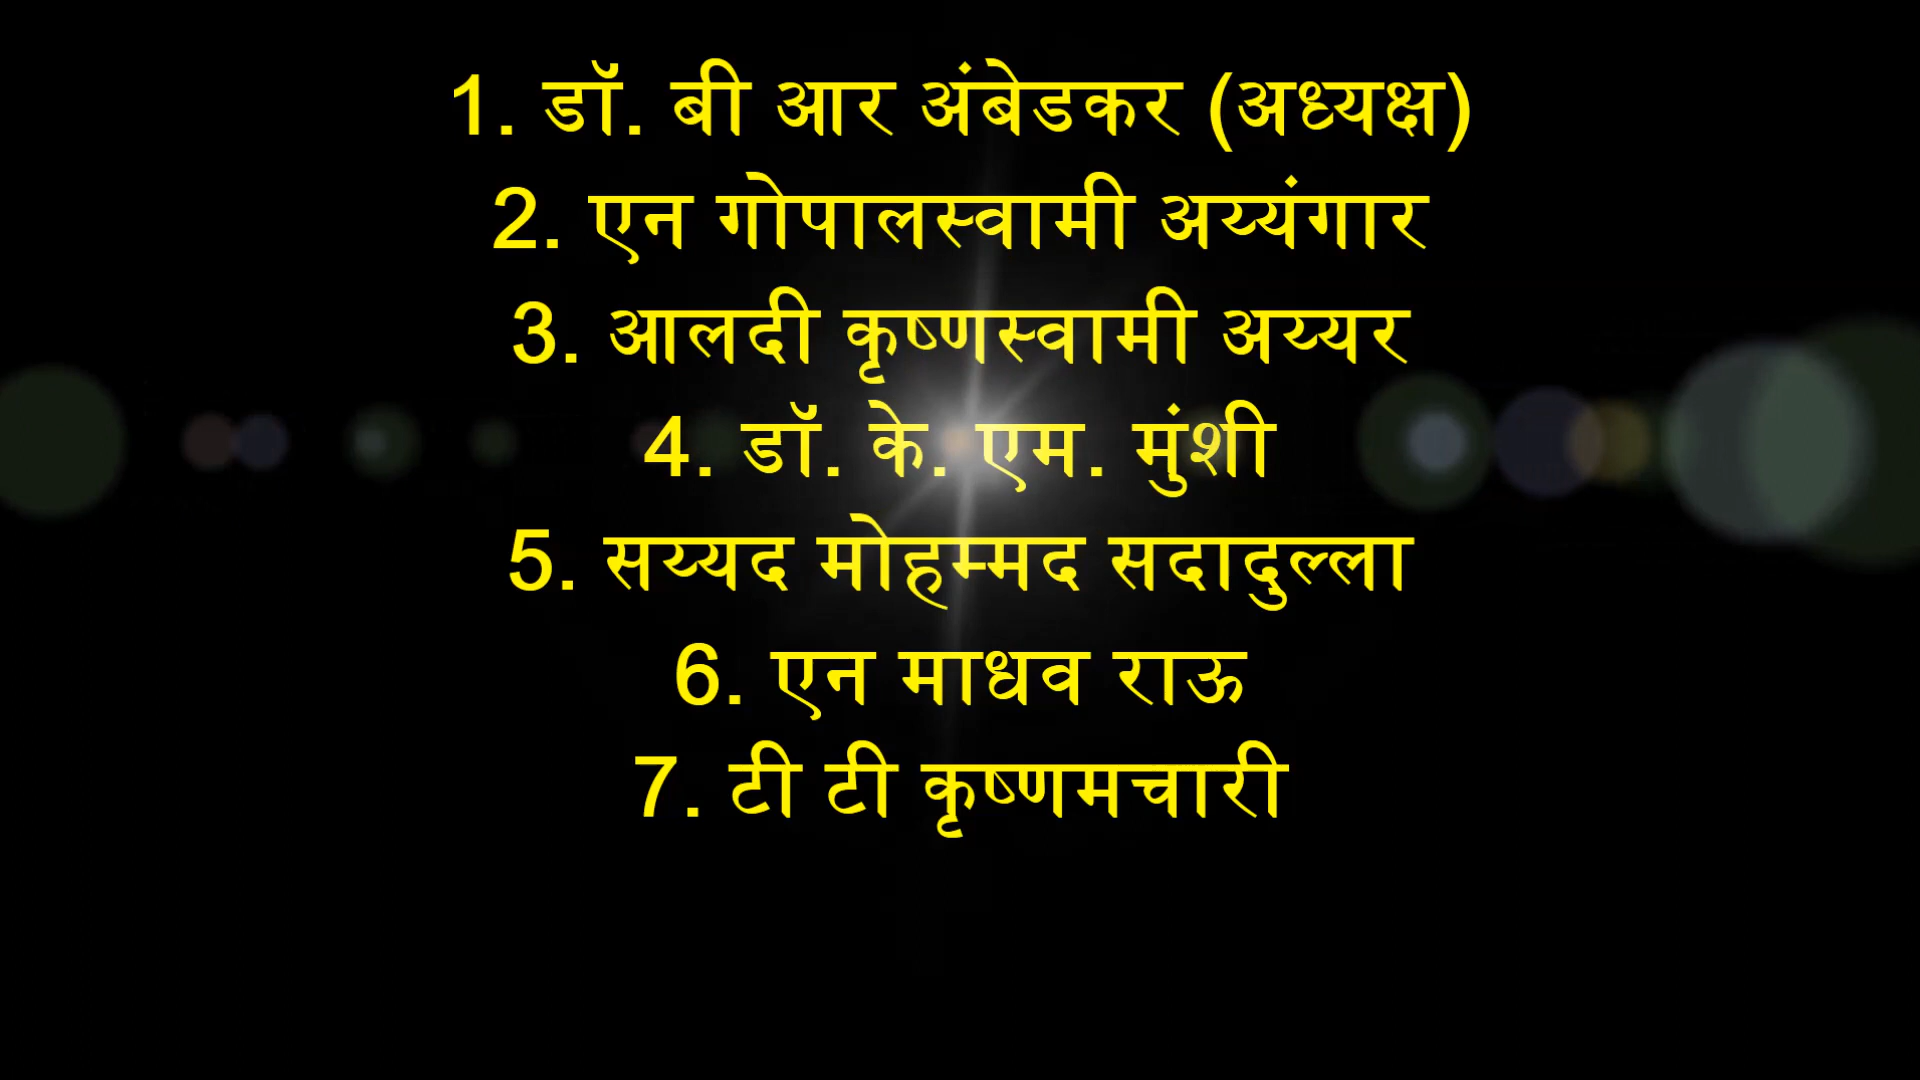 1. डॉ. बी आर अंबेडकर (अध्यक्ष)
2. एन गोपालस्वामी अय्यंगार
3. आलदी कृष्णस्वामी अय्यर
4. डॉ. के. एम. मुंशी
5. सय्यद मोहम्मद सदादुल्ला
6. एन माधव राऊ
7. टी टी कृष्णमचारी